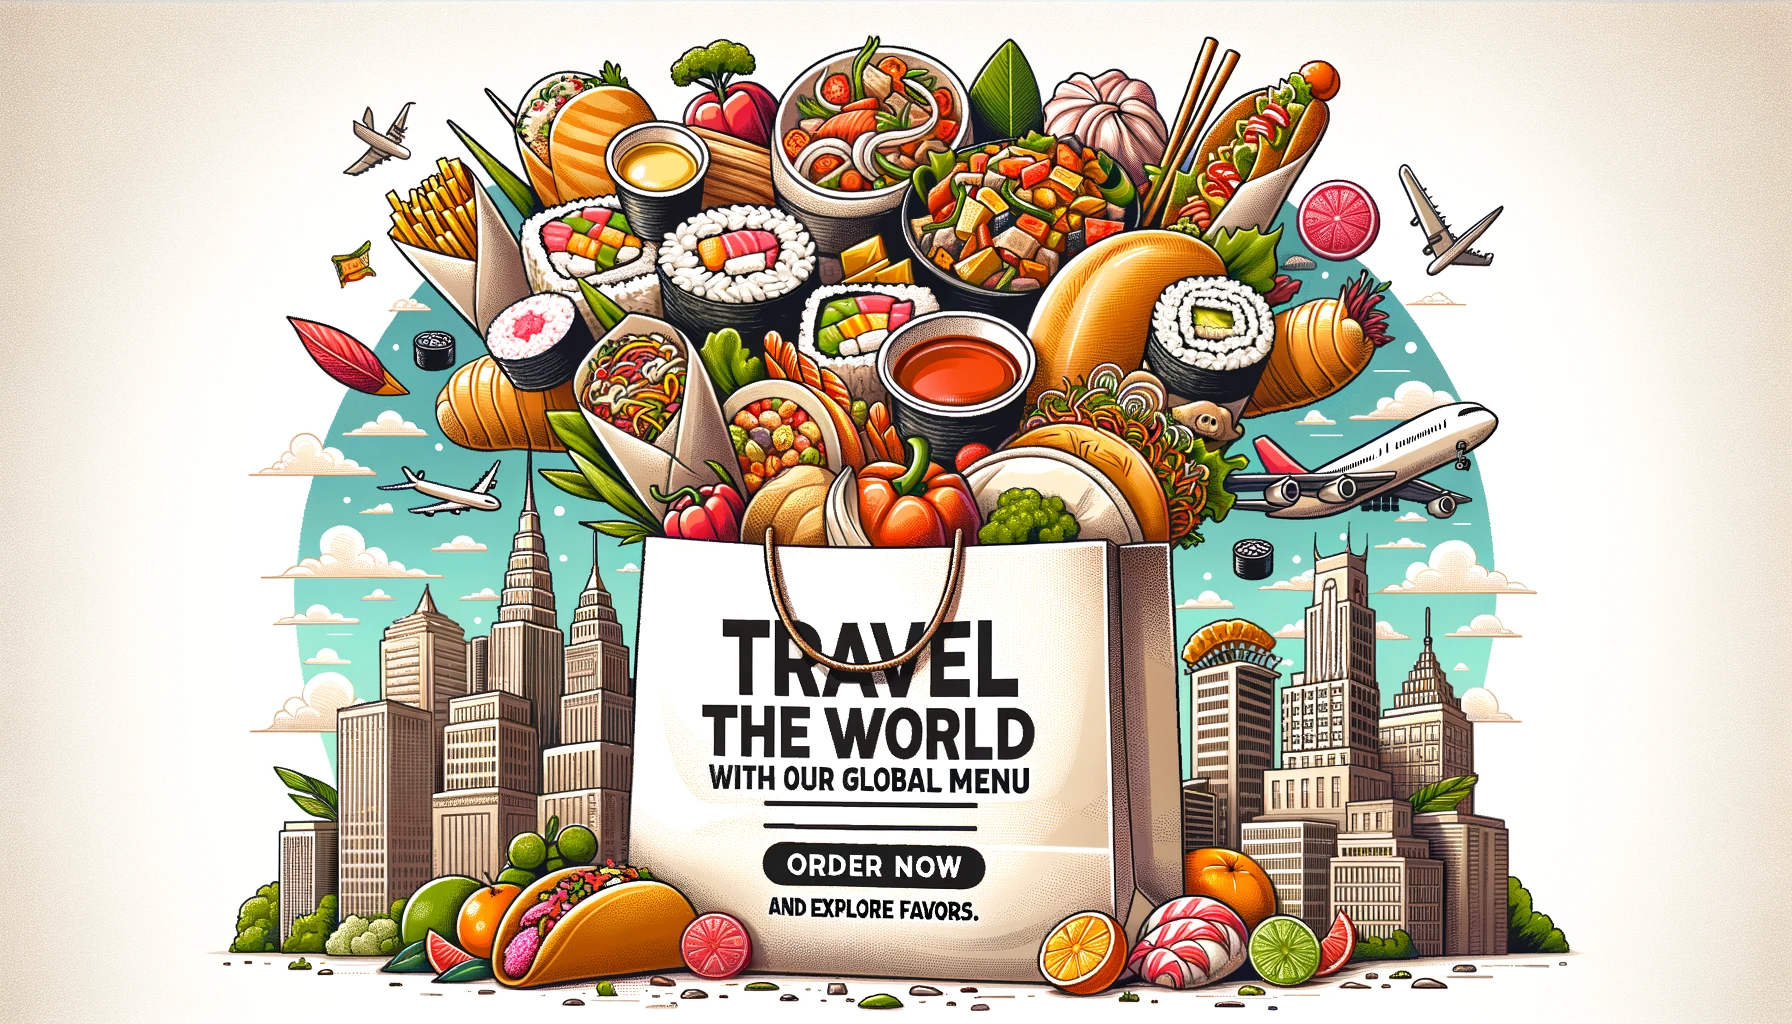 TRAVEL
THE WORLD
WITH OUR GLOBAL MENU
ORDER NOW
AND EXPLORE FAVORS.